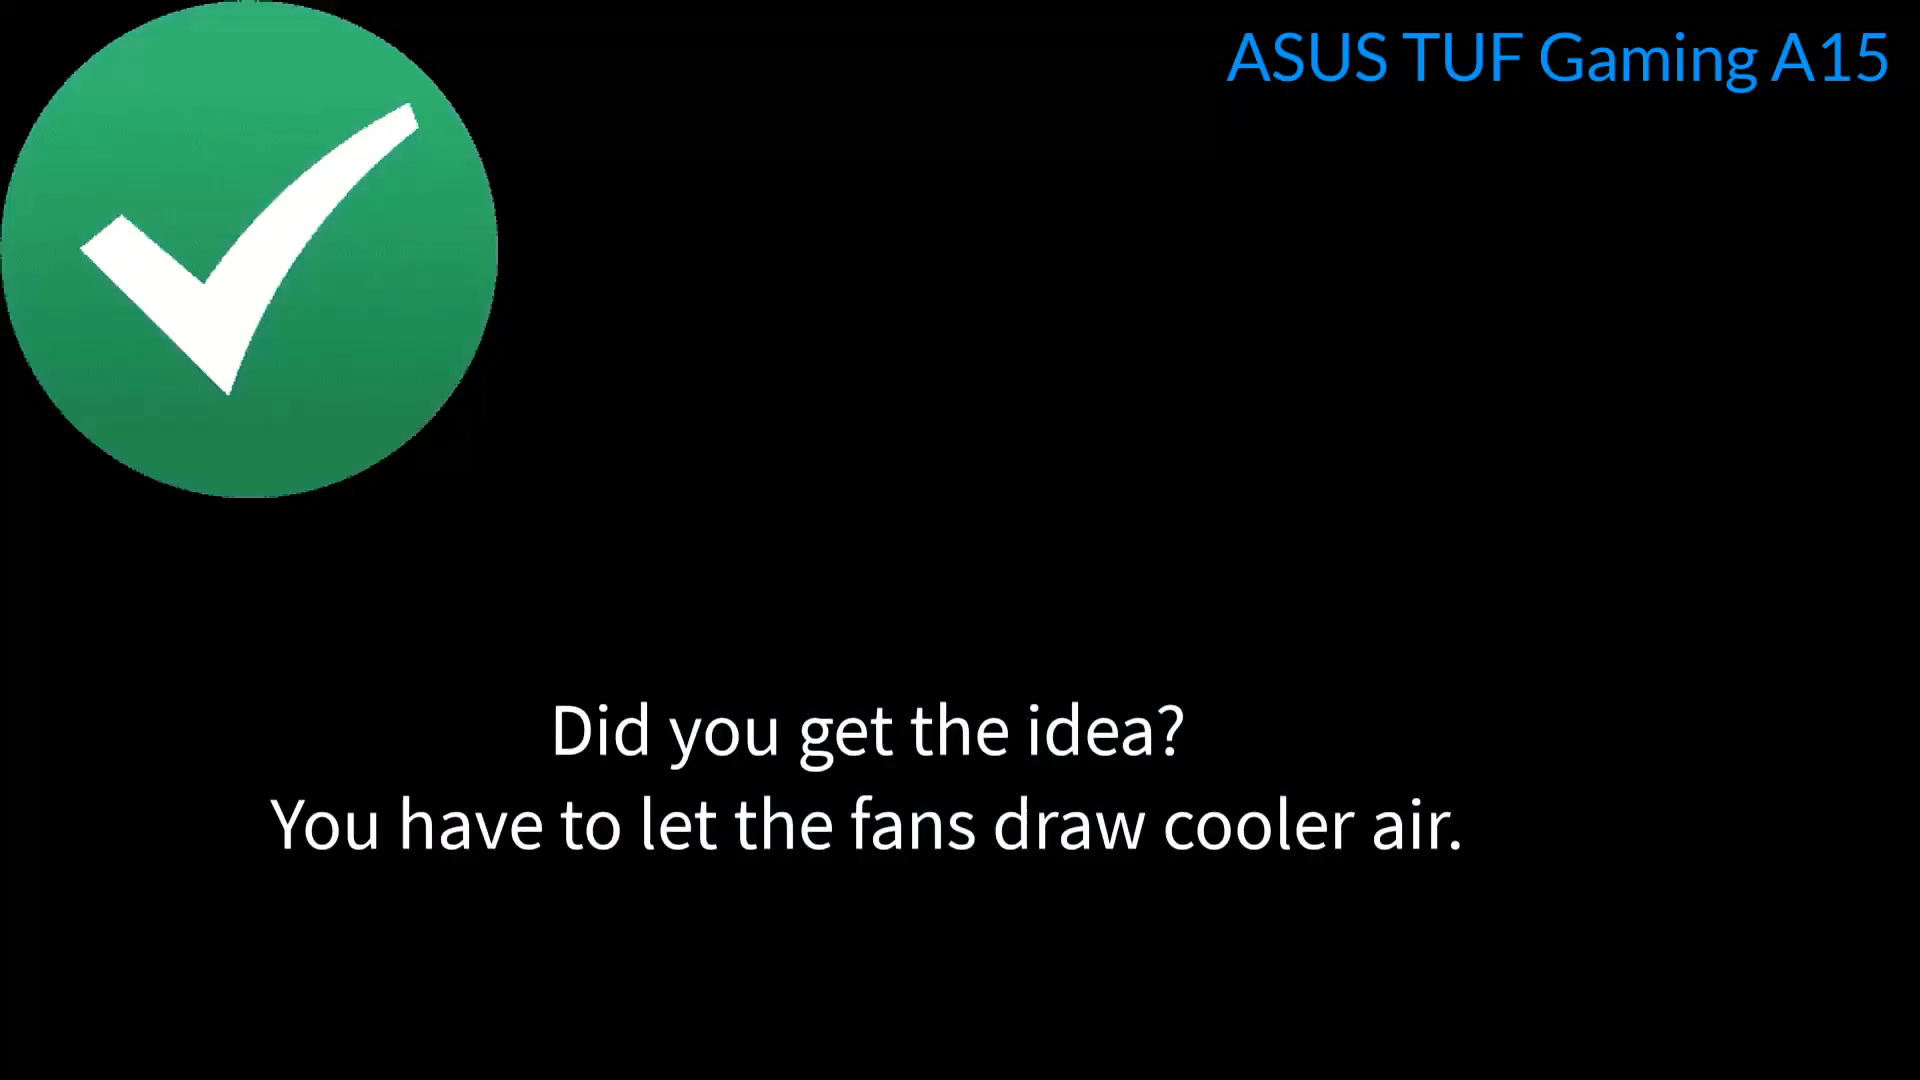 ASUS TUF Gaming A15
Did you get the idea?
You have to let the fans draw cooler air.